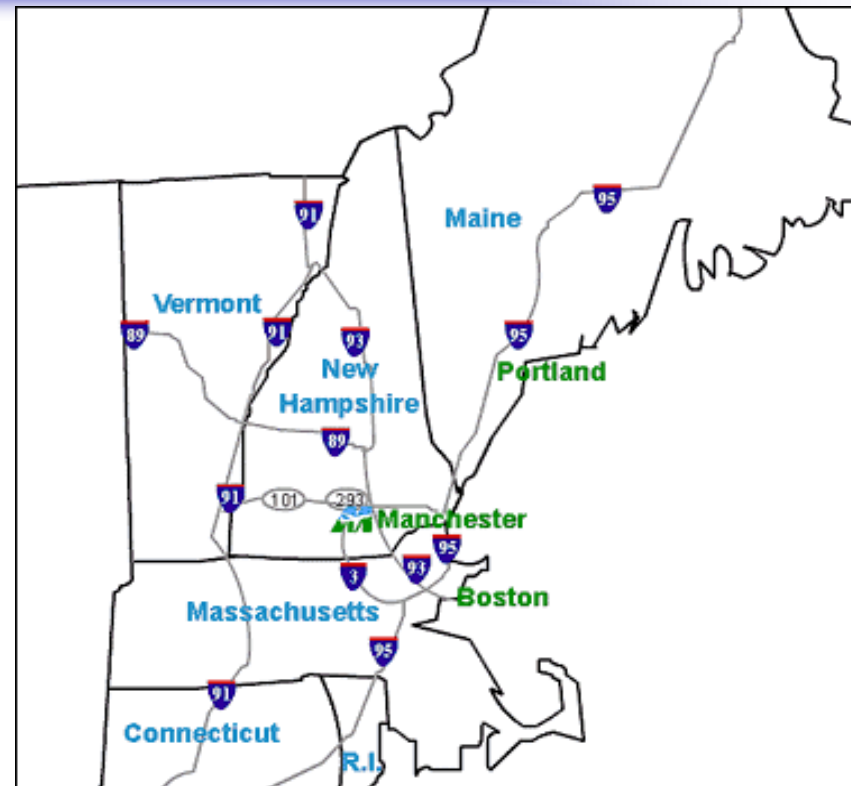 91
95
Maine
Vermont
89
91
93
95
New
Hampshire
Portland
89
91
101
293
Manchester
95
3
93
Massachusetts
Boston
95
91
Connecticut
R.I.